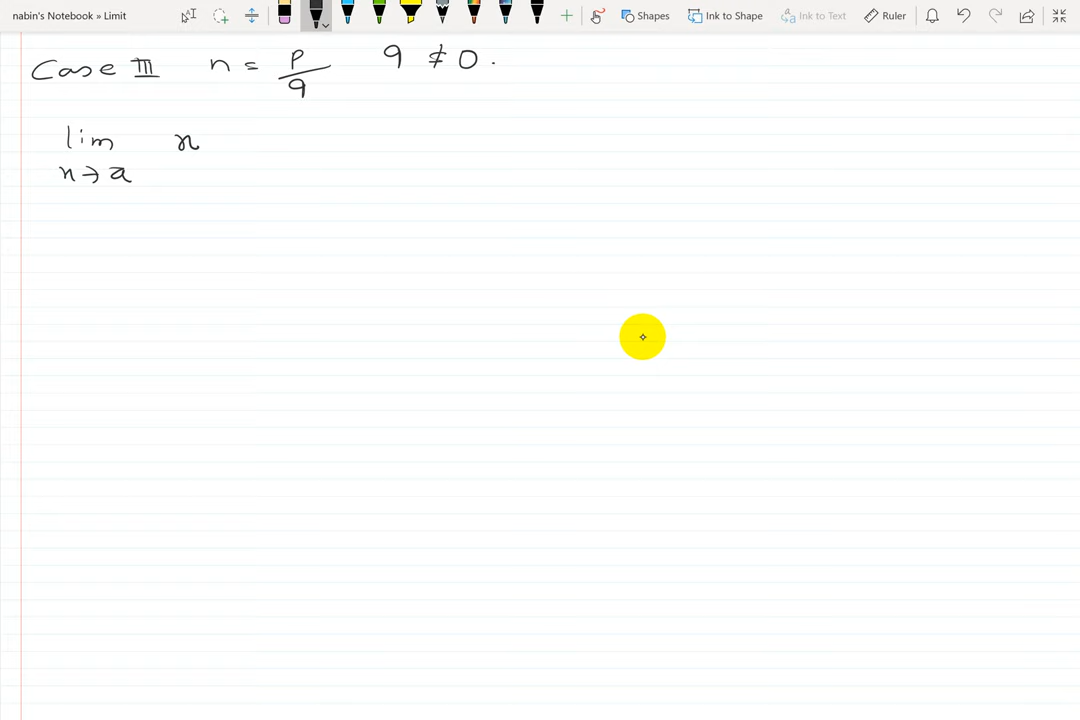 nabin's Notebook » Limit
Shapes
Ink to Shape
Ink to Text
Ruler
Case III n = p/q q ≠ 0.
lim x
x→a